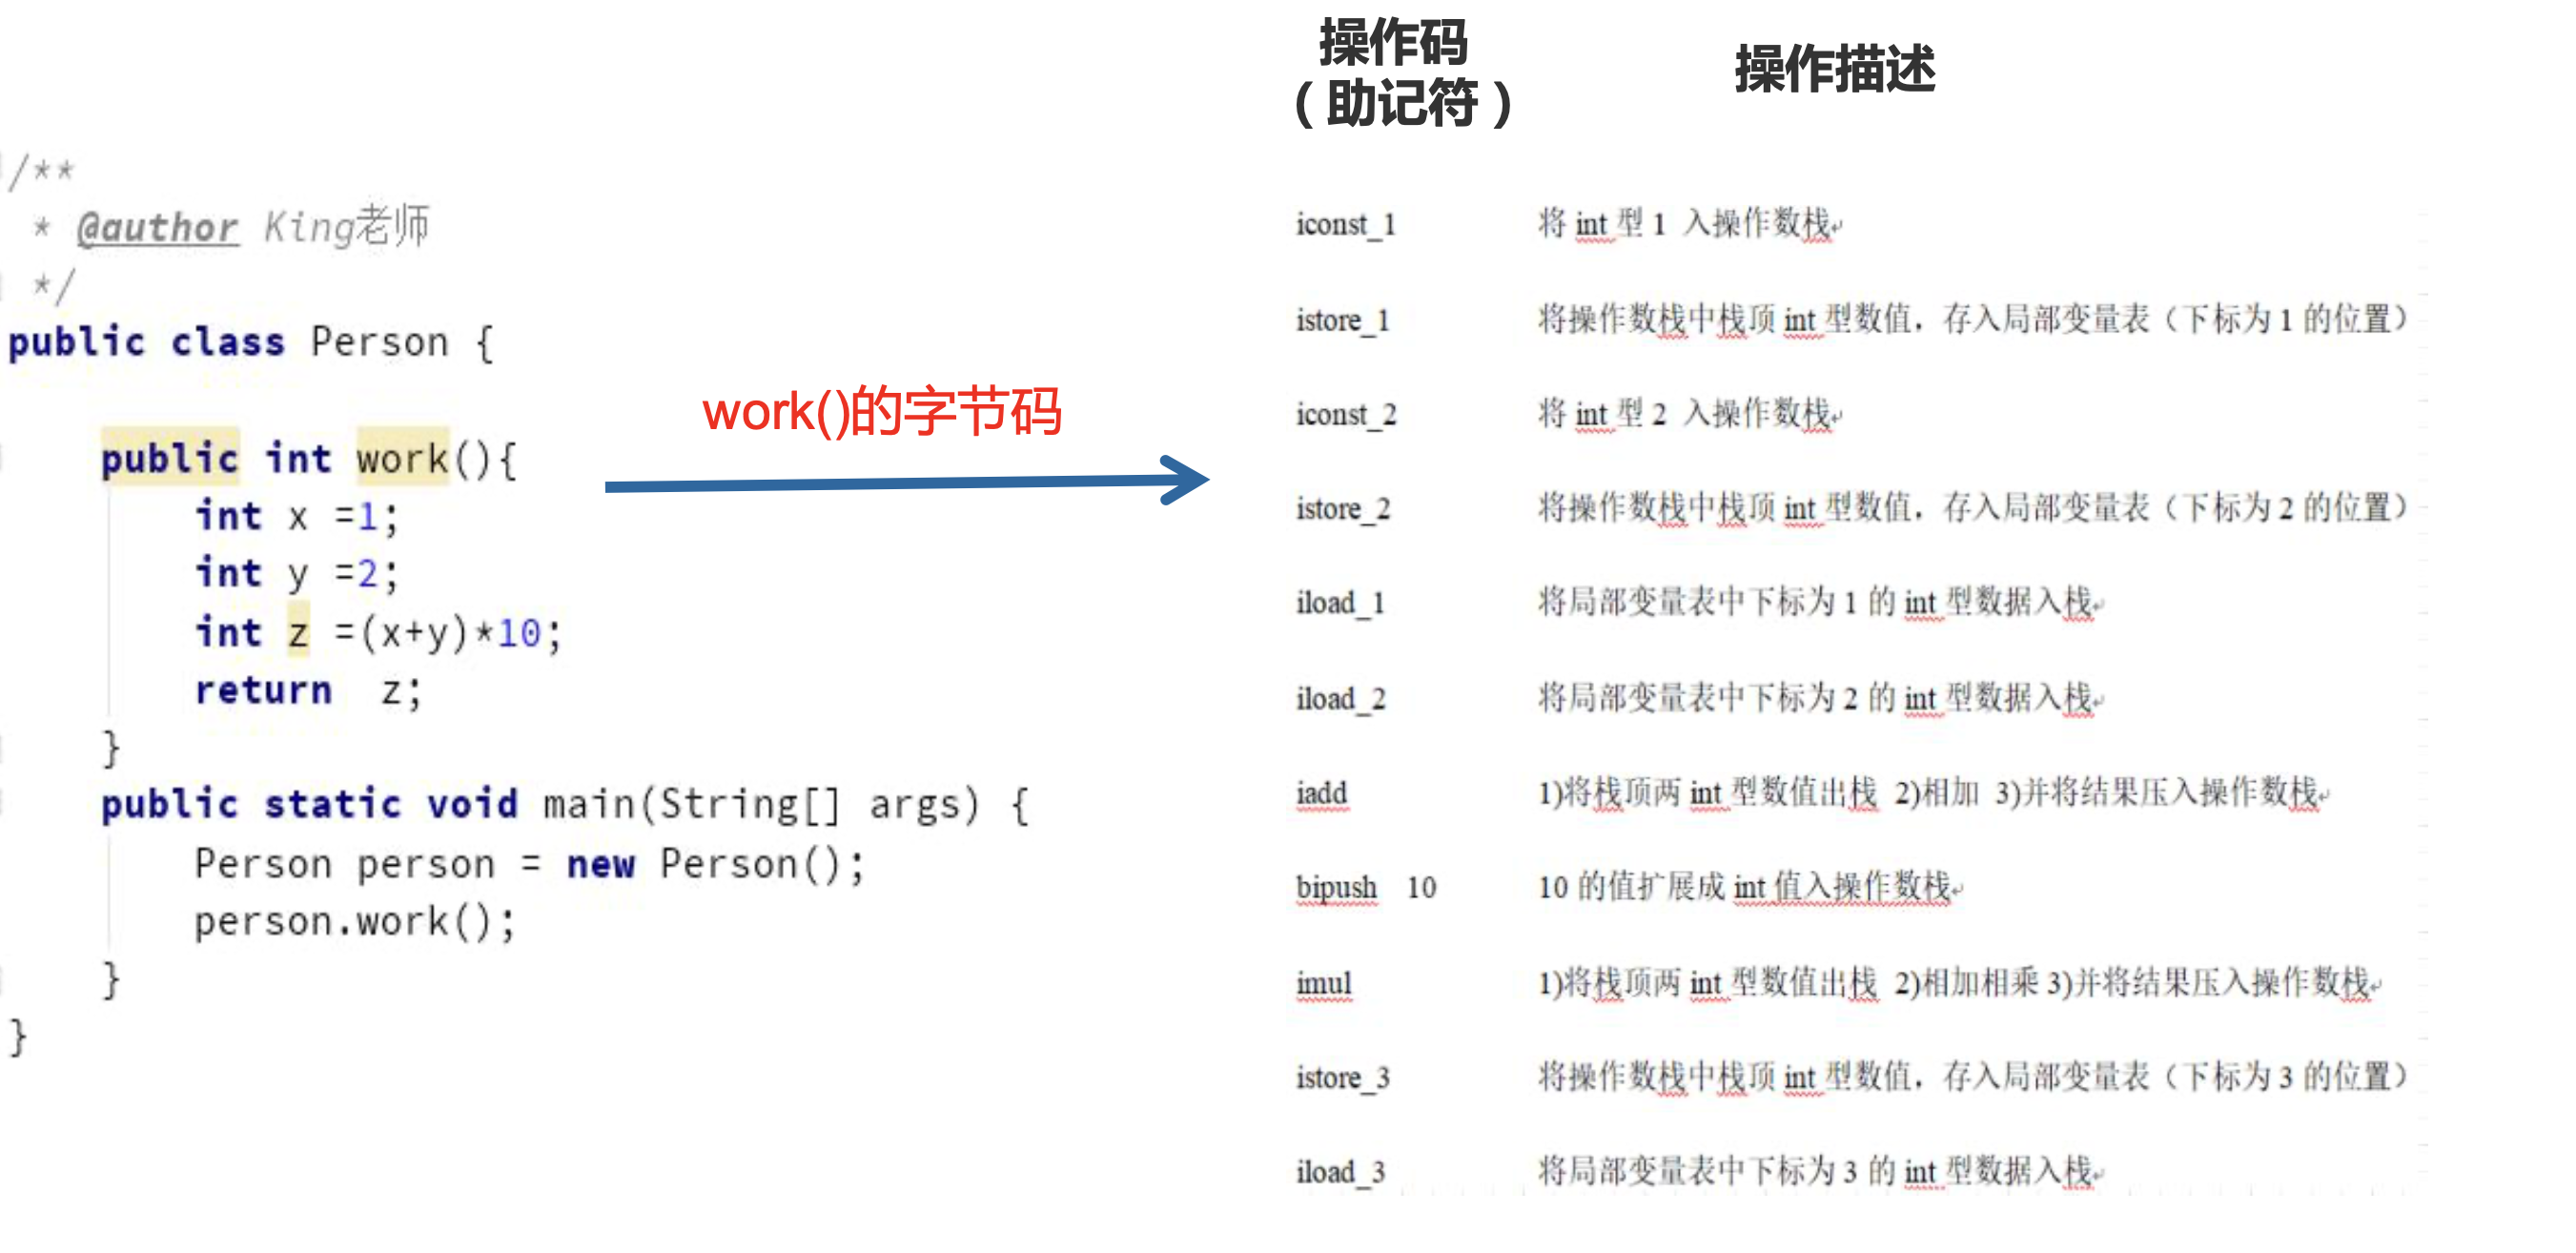 操作码
（助记符）
操作描述
/**
 * @author King老师
 */
public class Person {
    public int work(){
        int x =1;
        int y =2;
        int z =(x+y)*10;
        return  z;
    }
    public static void main(String[] args) {
        Person person = new Person();
        person.work();
    }
}
work()的字节码
iconst_1 将 int 型 1 入操作数栈
istore_1 将操作数栈中栈顶 int 型数值，存入局部变量表（下标为 1 的位置）
iconst_2 将 int 型 2 入操作数栈
istore_2 将操作数栈中栈顶 int 型数值，存入局部变量表（下标为 2 的位置）
iload_1 将局部变量表中下标为 1 的 int 型数据入栈
iload_2 将局部变量表中下标为 2 的 int 型数据入栈
iadd 1)将栈顶两 int 型数值出栈 2)相加 3)并将结果压入操作数栈
bipush 10 10 的值扩展成 int 值入操作数栈
imul 1)将栈顶两 int 型数值出栈 2)相加相乘 3)并将结果压入操作数栈
istore_3 将操作数栈中栈顶 int 型数值，存入局部变量表（下标为 3 的位置）
iload_3 将局部变量表中下标为 3 的 int 型数据入栈